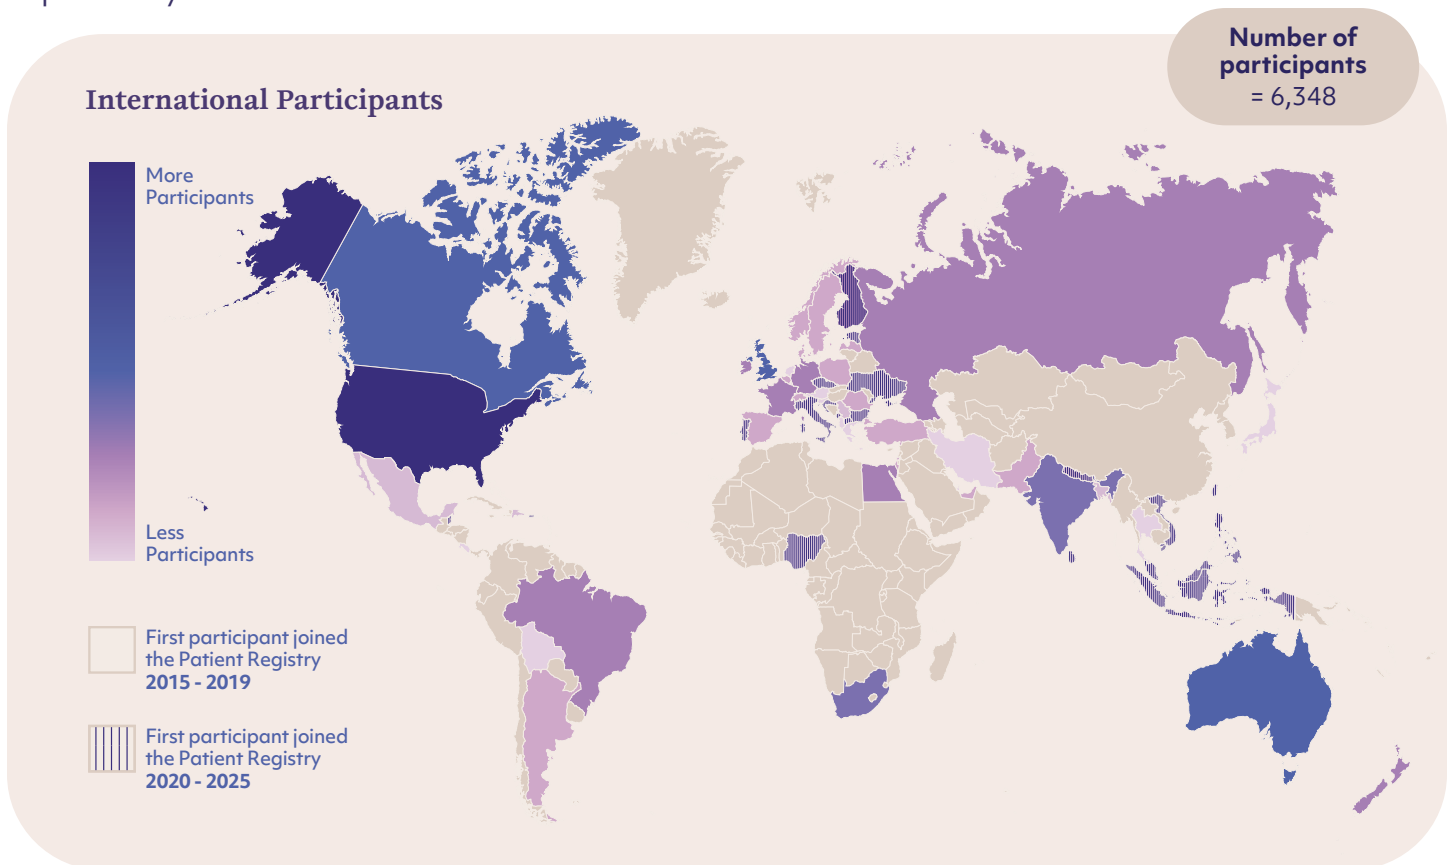 Number of
participants
= 6,348
International Participants
More
Participants
Less
Participants
First participant joined
the Patient Registry
2015 - 2019
First participant joined
the Patient Registry
2020 - 2025